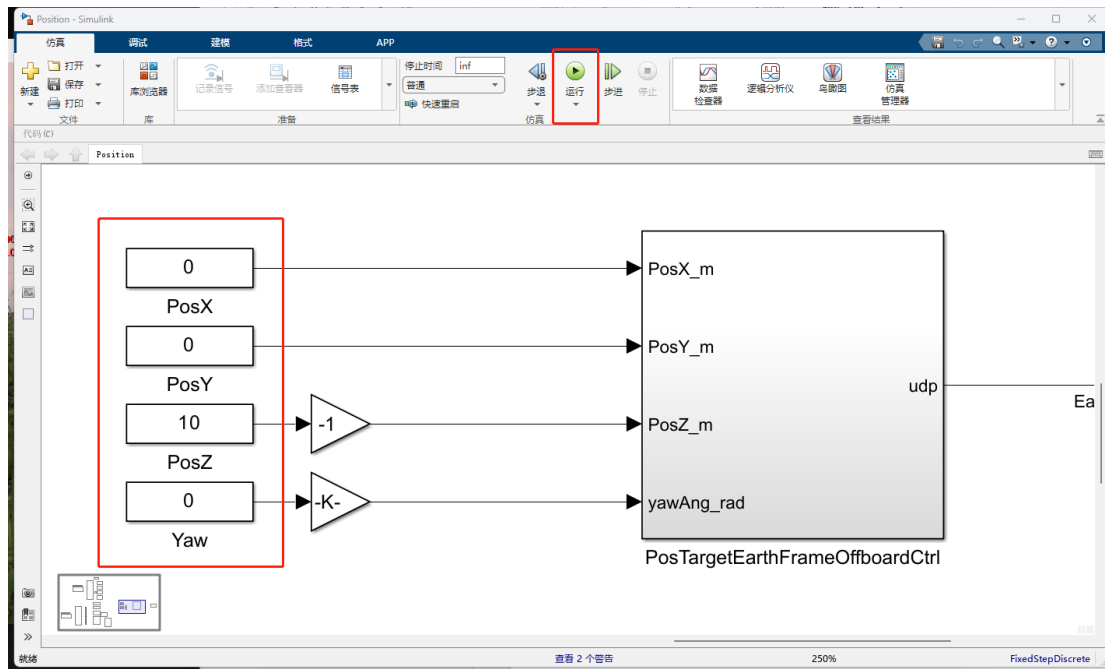 Position - Simulink
仿真 调试 建模 格式 APP
新建
打开
保存
打印
文件
库浏览器
库
记录信号
添加查看器
信号表
准备
停止时间 inf
普通
快速重启
步退
运行
步进
停止
仿真
数据
检查器
逻辑分析仪
鸟瞰图
仿真
管理器
查看结果
代码 (C)
Position
0
PosX
0
PosY
10
PosZ
0
Yaw
-1
-K-
PosX_m
PosY_m
PosZ_m
yawAng_rad
udp
PosTargetEarthFrameOffboardCtrl
Ea
就绪 查看 2 个警告 250% FixedStepDiscrete